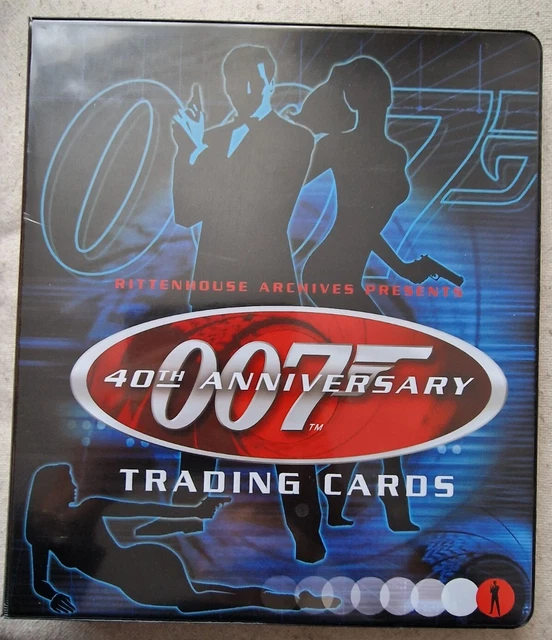 007
RITTENHOUSE ARCHIVES PRESENTS
007
40TH ANNIVERSARY
TM
TRADING CARDS